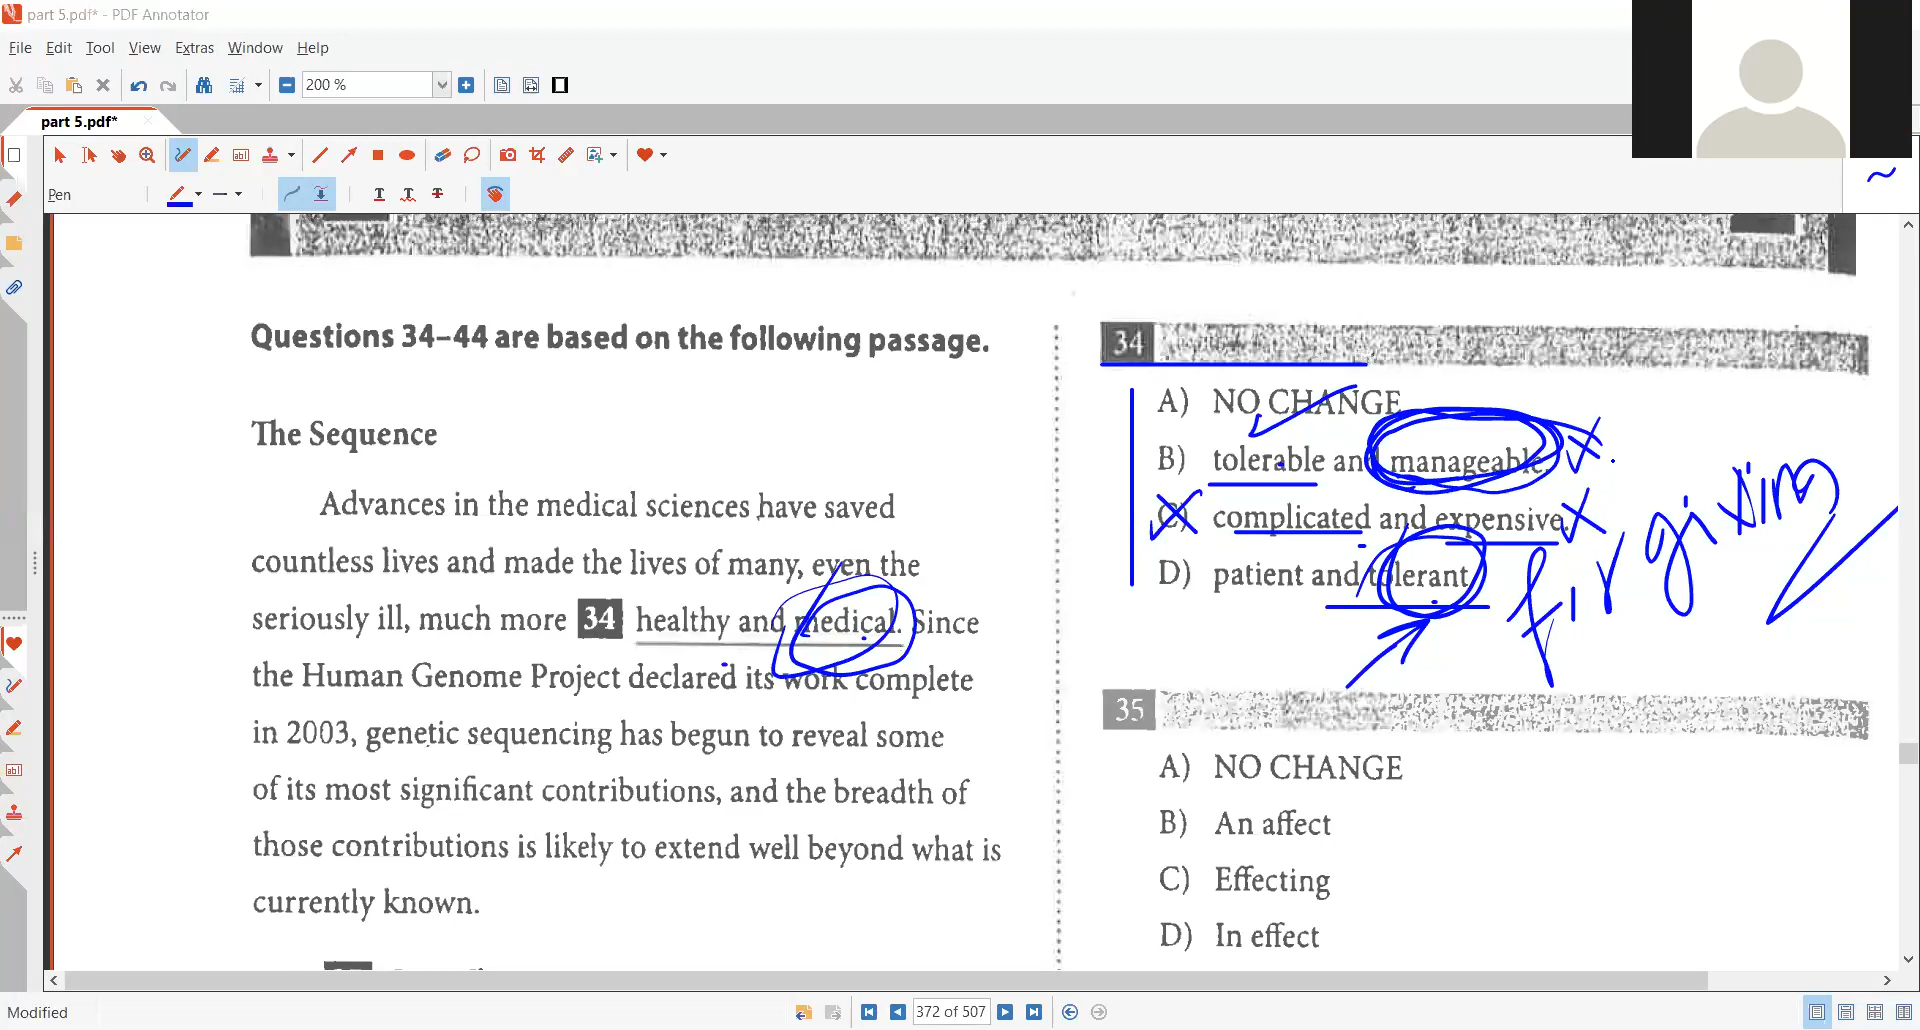 part 5.pdf* - PDF Annotator
File Edit Tool View Extras Window Help
200 %
part 5.pdf*
Pen
Questions 34–44 are based on the following passage.
The Sequence
Advances in the medical sciences have saved
countless lives and made the lives of many, even the
seriously ill, much more 34 healthy and medical. Since
the Human Genome Project declared its work complete
in 2003, genetic sequencing has begun to reveal some
of its most significant contributions, and the breadth of
those contributions is likely to extend well beyond what is
currently known.
34
A) NO CHANGE
B) tolerable and manageable.
C) complicated and expensive.
D) patient and tolerant
35
A) NO CHANGE
B) An affect
C) Effecting
D) In effect
Modified
372 of 507